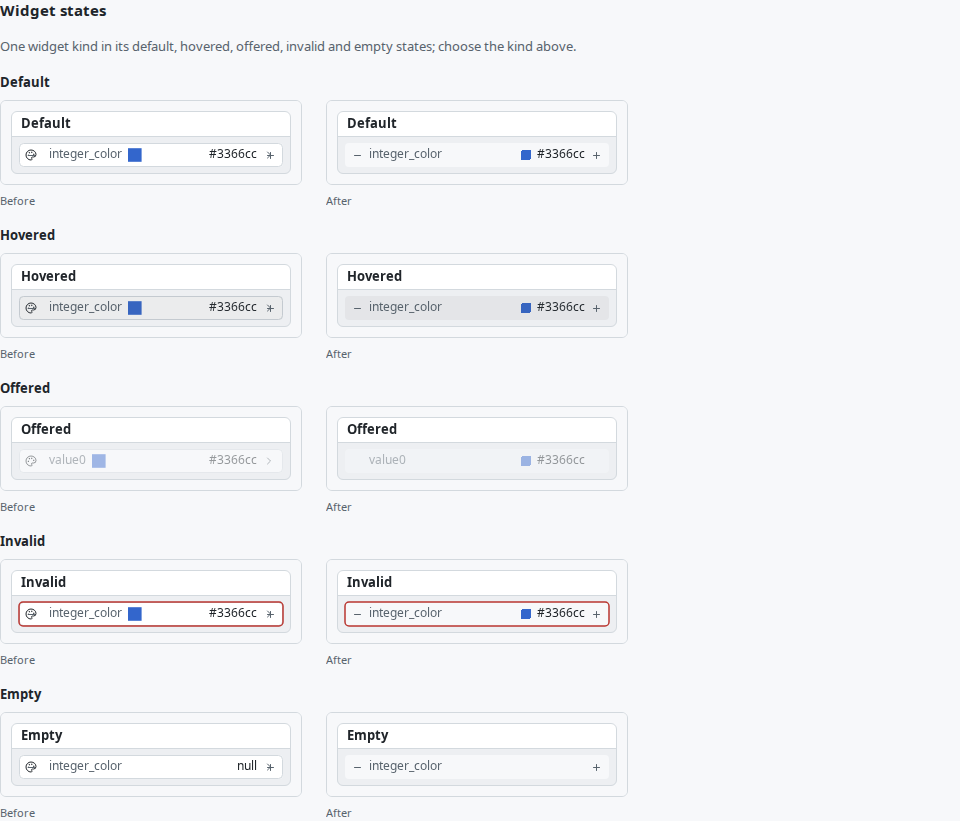 Widget states
One widget kind in its default, hovered, offered, invalid and empty states; choose the kind above.
Default
Default
integer_color #3366cc +
Default
− integer_color #3366cc +
Before
After
Hovered
Hovered
integer_color #3366cc +
Hovered
− integer_color #3366cc +
Before
After
Offered
Offered
value0 #3366cc
Offered
value0 #3366cc
Before
After
Invalid
Invalid
integer_color #3366cc +
Invalid
− integer_color #3366cc +
Before
After
Empty
Empty
integer_color null +
Empty
− integer_color +
Before
After